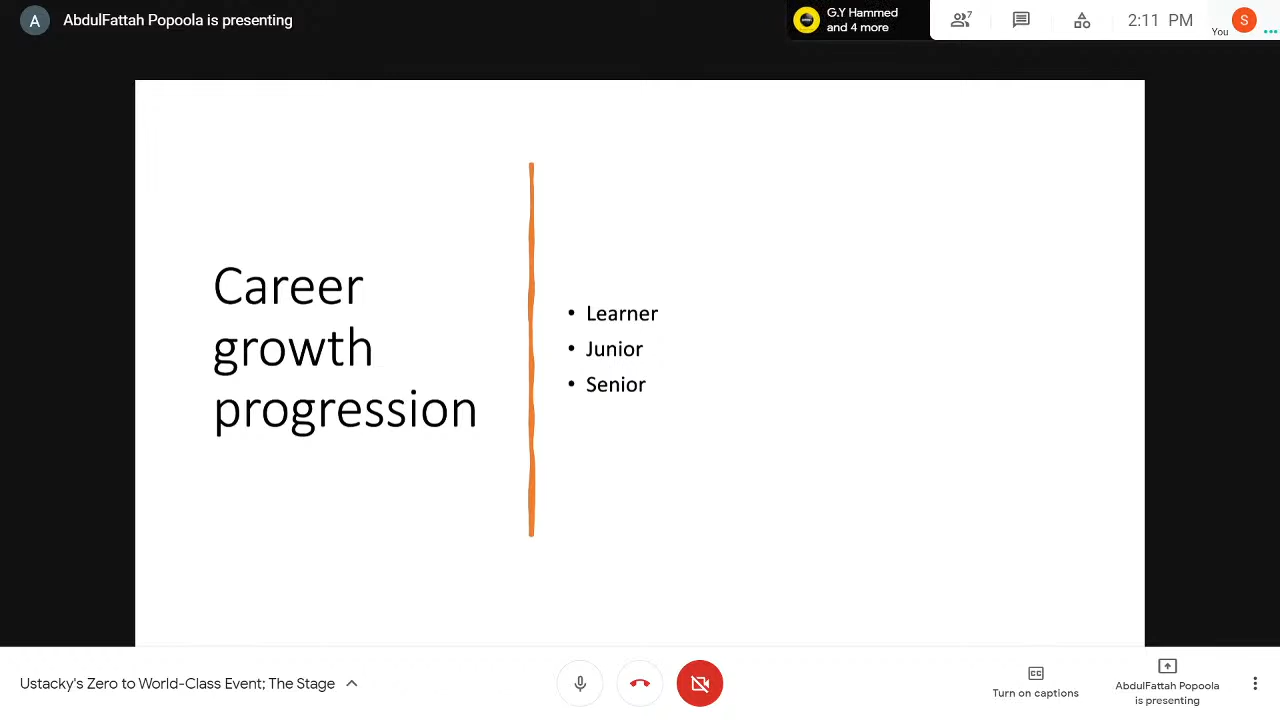 A AbdulFattah Popoola is presenting
G.Y Hammed
and 4 more
7
2:11 PM
You
S
Career
growth
progression
• Learner
• Junior
• Senior
Ustacky's Zero to World-Class Event; The Stage
CC
Turn on captions
AbdulFattah Popoola
is presenting